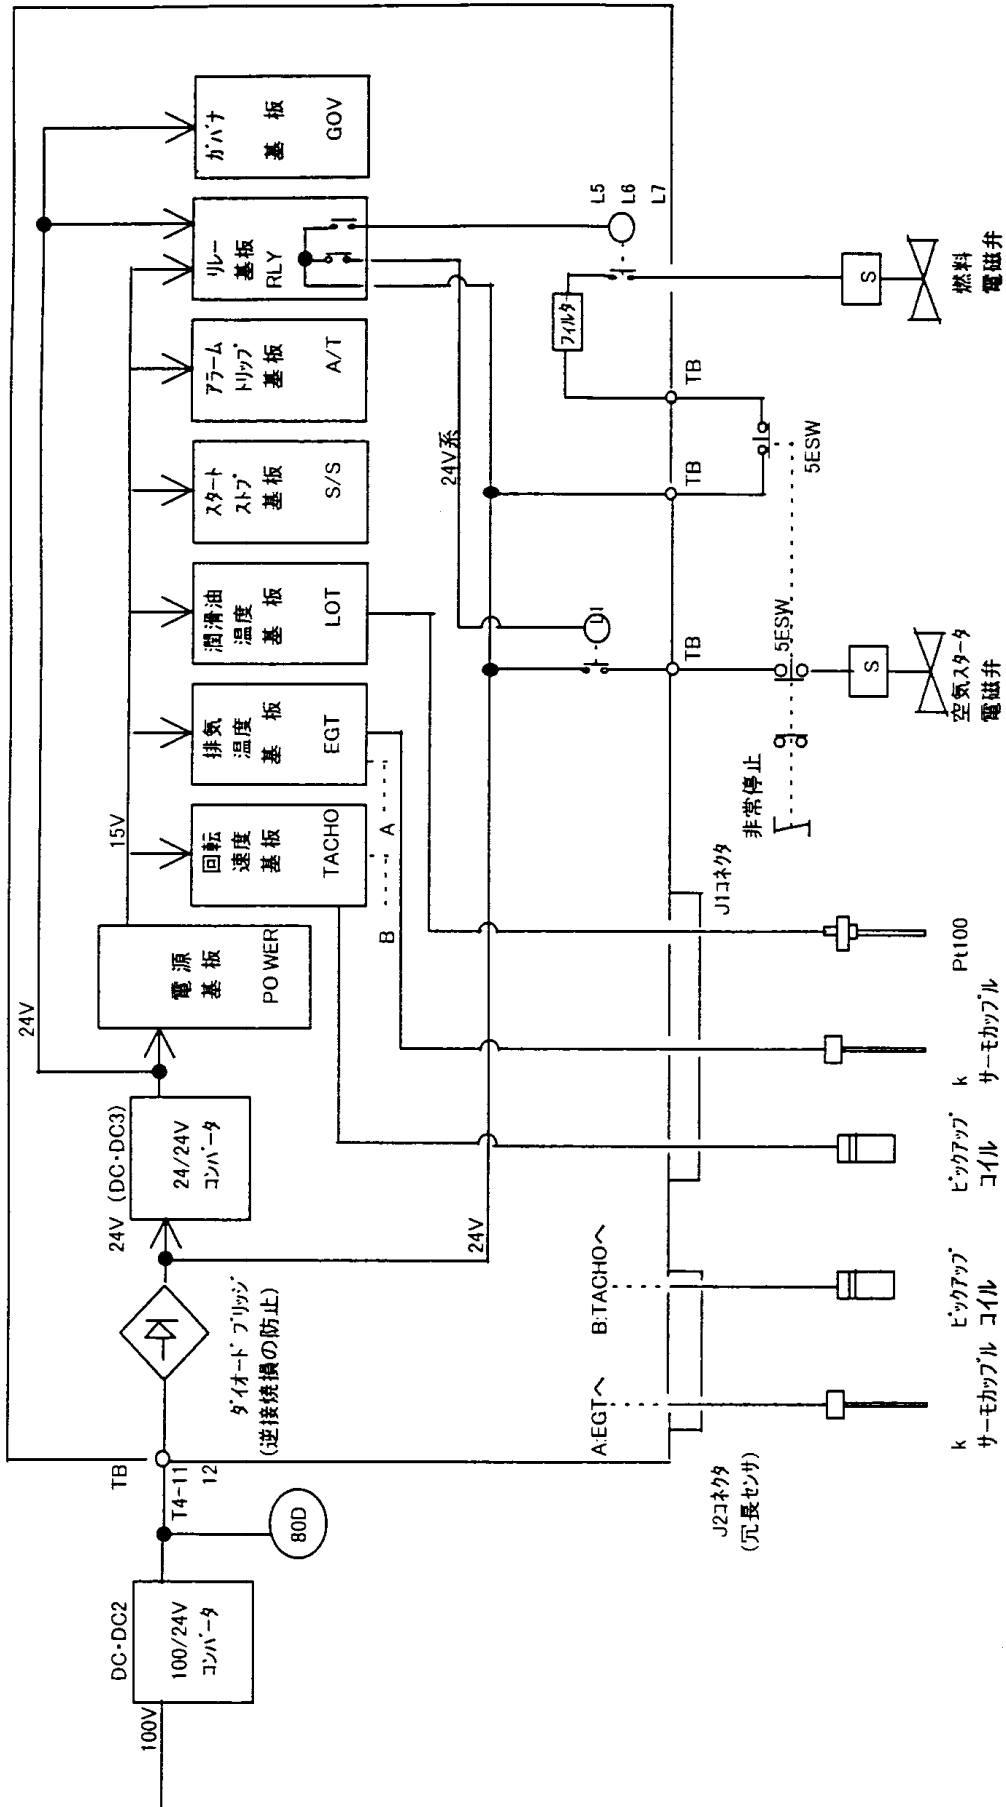 100V
DC・DC2
100/24V
コンバータ
80D
TB
T4-11
12
ダイオードブリッジ
(逆接焼損の防止)
24V (DC・DC3)
24/24V
コンバータ
24V
24V
電源
基板
POWER
15V
回転
速度
基板
TACHO
排気
温度
基板
EGT
潤滑油
温度
基板
LOT
スタート
ストプ
基板
S/S
アラーム
トリップ
基板
A/T
リレー
基板
RLY
ガバナ
基板
GOV
B
A
24V系
フィルタ
L5
L6
L7
L1
TB
TB
TB
5ESW
5ESW
非常停止
S
空気スタータ
電磁弁
S
燃料
電磁弁
A:EGTへ
B:TACHOへ
J2コネクタ
(冗長センサ)
J1コネクタ
k
サーモカップル
ピックアップ
コイル
ピックアップ
コイル
k
サーモカップル
Pt100